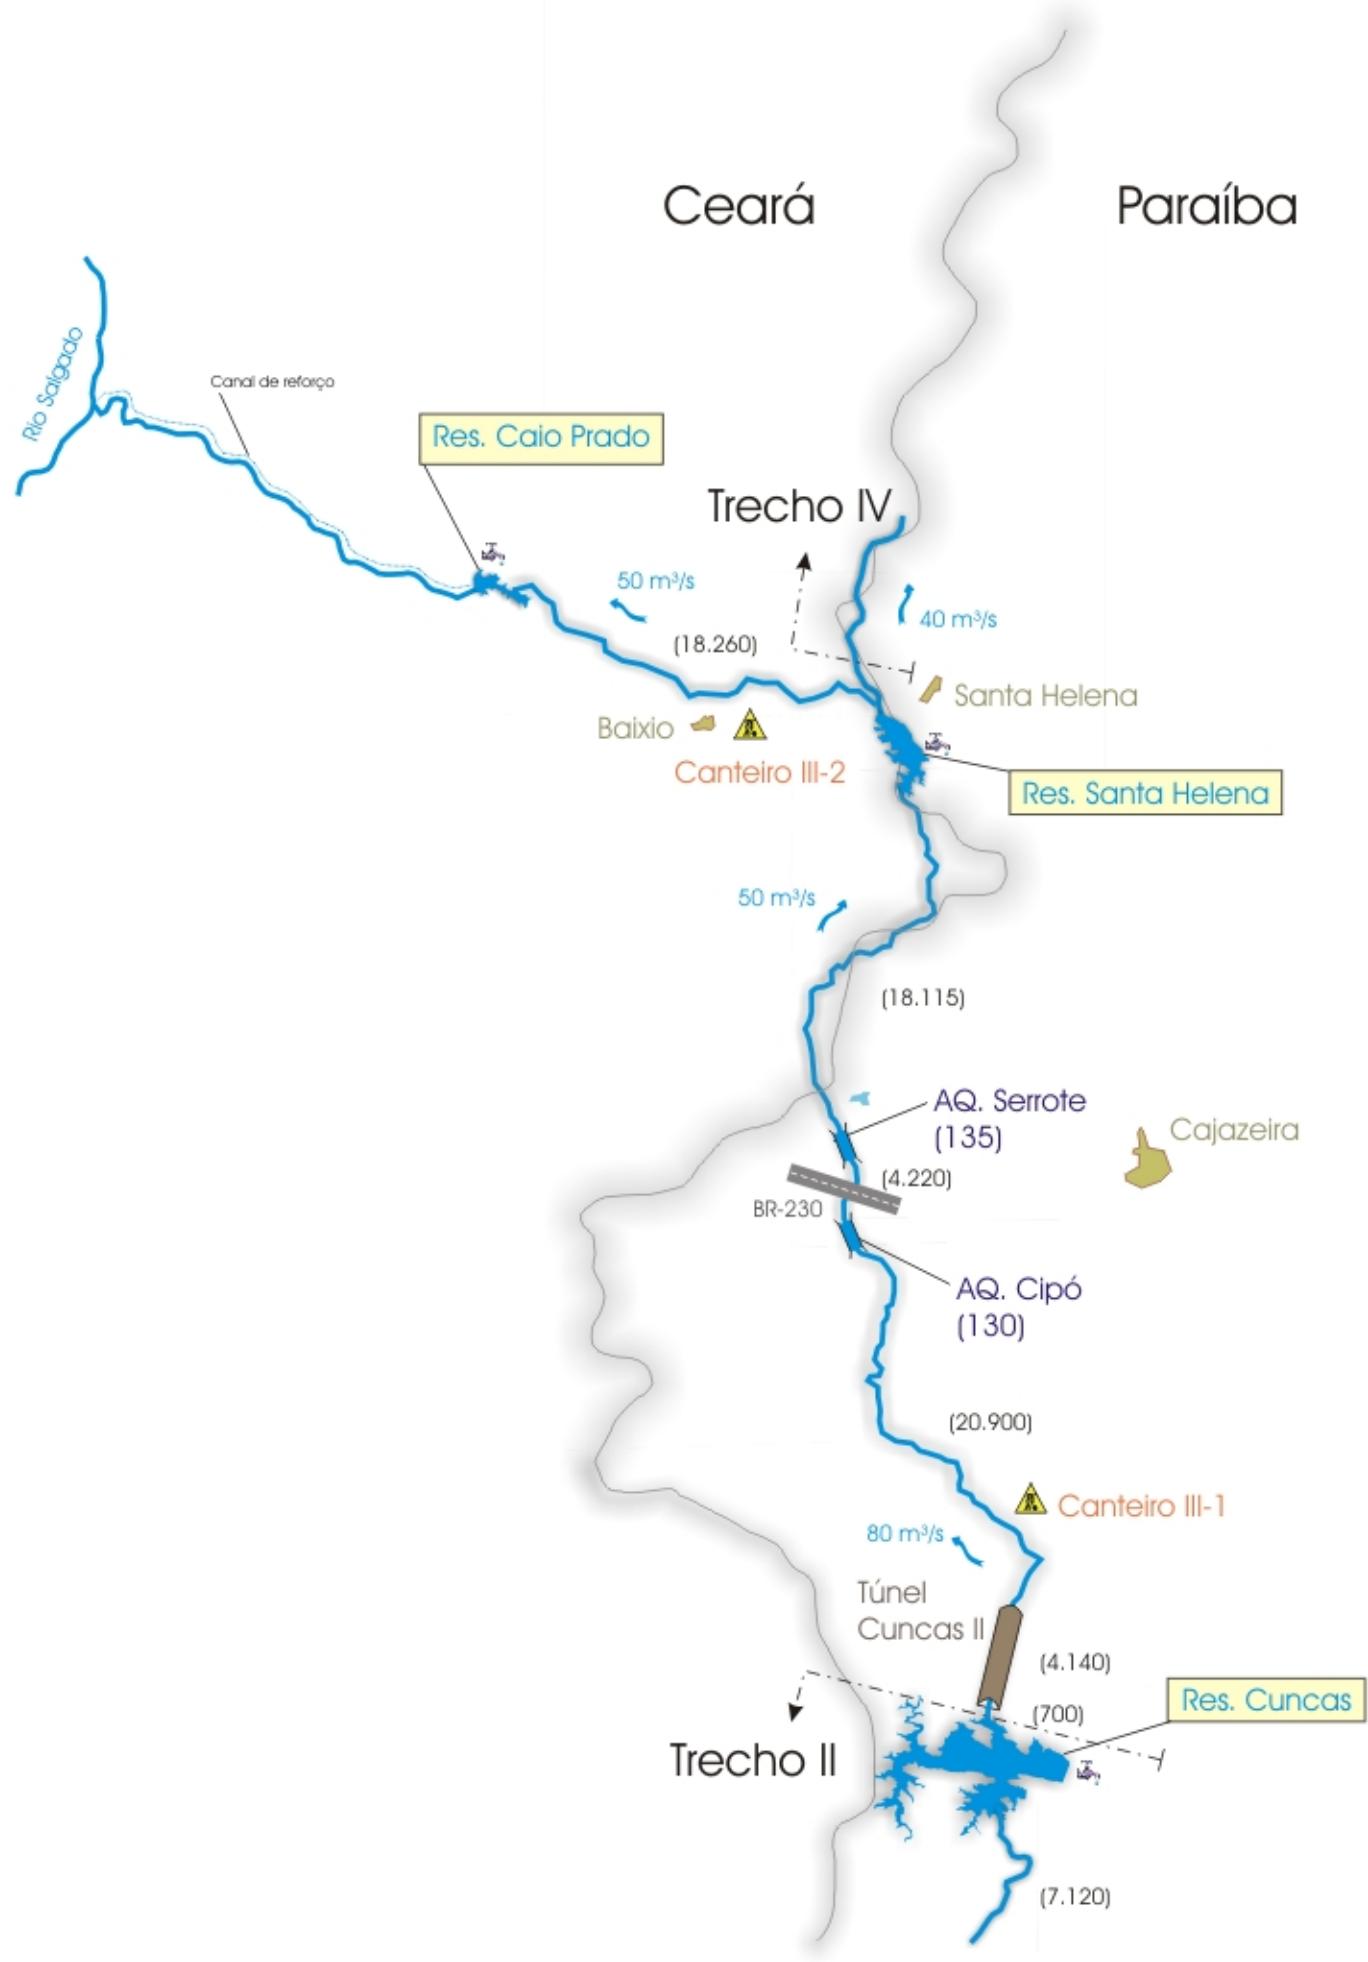 Ceará
Paraíba
Rio Salgado
Canal de reforço
Res. Caio Prado
Trecho IV
50 m³/s
40 m³/s
(18.260)
Santa Helena
Baixio
Canteiro III-2
Res. Santa Helena
50 m³/s
(18.115)
AQ. Serrote
(135)
Cajazeira
(4.220)
BR-230
AQ. Cipó
(130)
(20.900)
Canteiro III-1
80 m³/s
Túnel
Cuncas II
(4.140)
Res. Cuncas
(700)
Trecho II
(7.120)